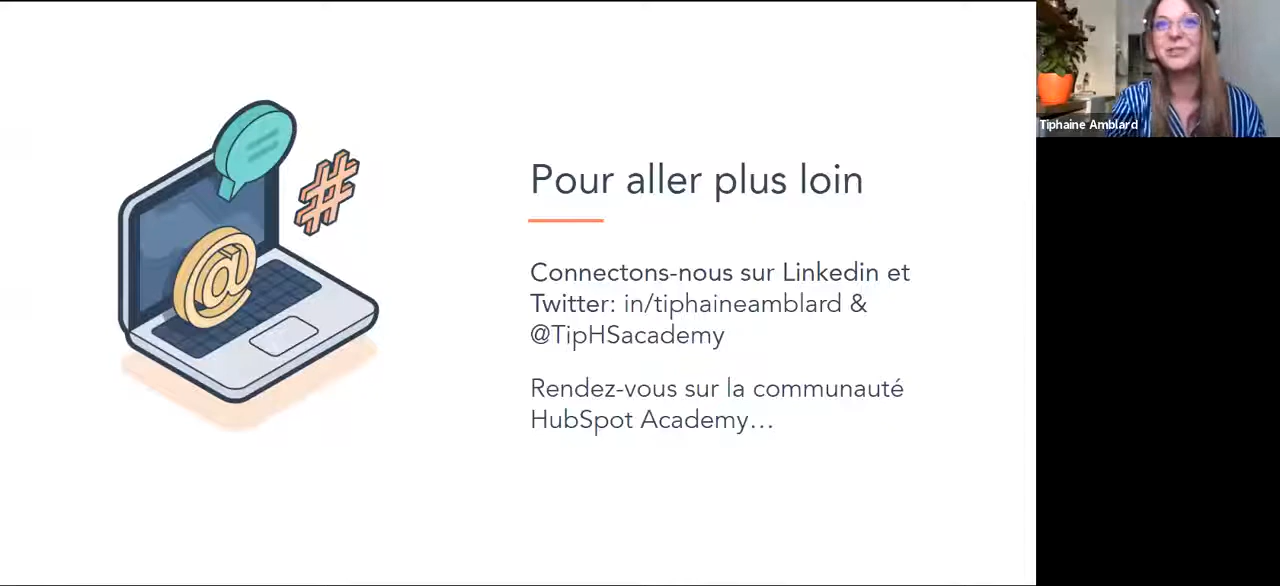 Pour aller plus loin
Connectons-nous sur Linkedin et
Twitter: in/tiphaineamblard &
@TipHSacademy
Rendez-vous sur la communauté
HubSpot Academy…
Tiphaine Amblard
#
@